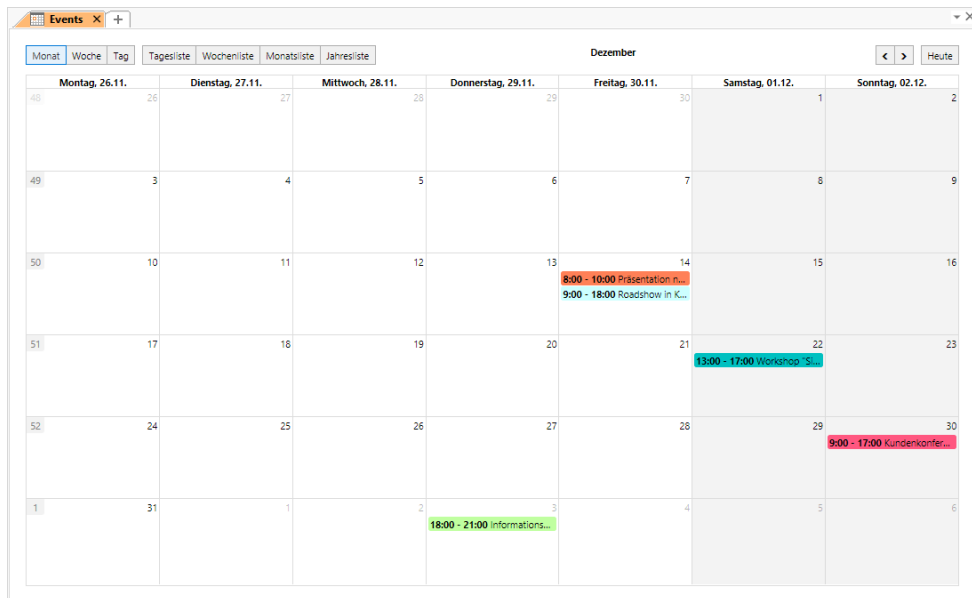 Events
Monat Woche Tag Tagesliste Wochenliste Monatsliste Jahresliste Dezember Heute
Montag, 26.11. Dienstag, 27.11. Mittwoch, 28.11. Donnerstag, 29.11. Freitag, 30.11. Samstag, 01.12. Sonntag, 02.12.
48 26 27 28 29 30 1 2
49 3 4 5 6 7 8 9
50 10 11 12 13 14 15 16
8:00 - 10:00 Präsentation n...
9:00 - 18:00 Roadshow in K...
51 17 18 19 20 21 22 23
13:00 - 17:00 Workshop "Sl...
52 24 25 26 27 28 29 30
9:00 - 17:00 Kundenkonfer...
1 31 1 2 3 4 5 6
18:00 - 21:00 Informations...